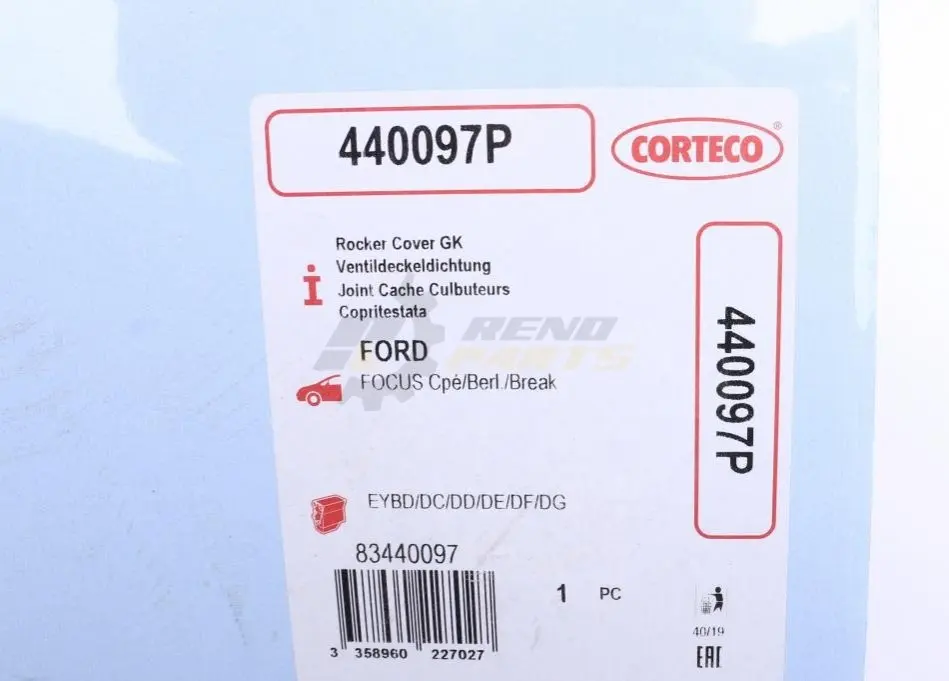 440097P
CORTECO®
Rocker Cover GK
Ventildeckeldichtung
Joint Cache Culbuteurs
Copritestata
RENO
PARTS
FORD
FOCUS Cpé/Berl./Break
440097P
EYBD/DC/DD/DE/DF/DG
83440097
1 PC
3 358960 227027
40/19
EAC